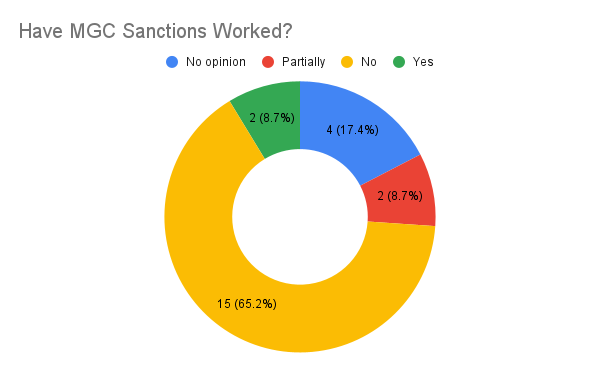 Have MGC Sanctions Worked?
No opinion Partially No Yes
2 (8.7%)
4 (17.4%)
2 (8.7%)
15 (65.2%)